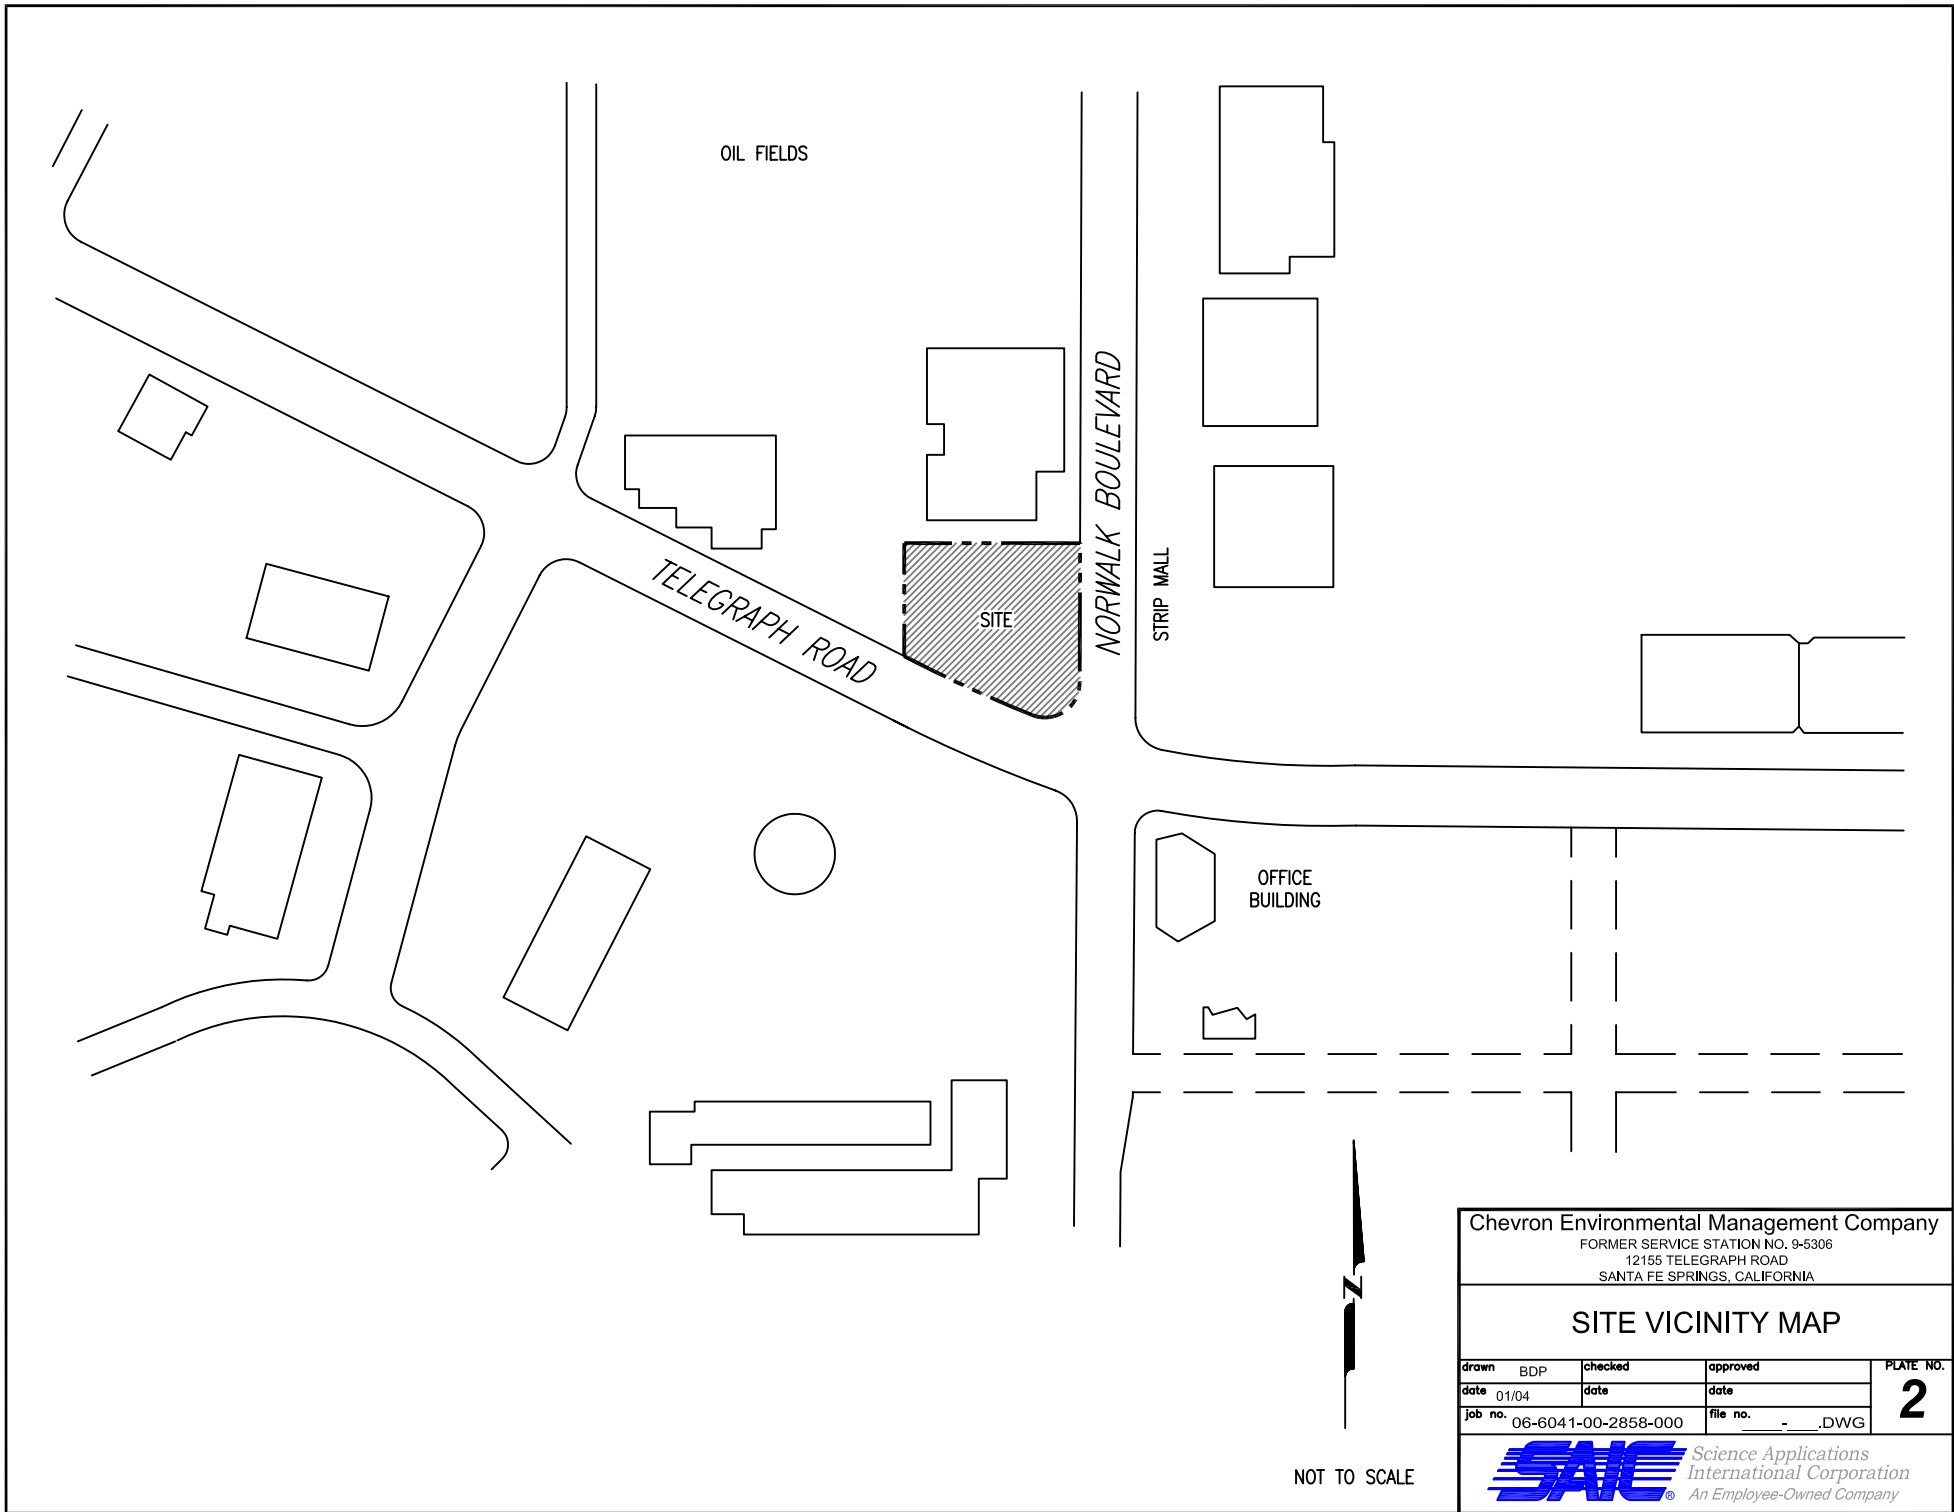 OIL FIELDS
NORWALK BOULEVARD
STRIP MALL
TELEGRAPH ROAD
SITE
OFFICE
BUILDING
N
NOT TO SCALE
Chevron Environmental Management Company
FORMER SERVICE STATION NO. 9-5306
12155 TELEGRAPH ROAD
SANTA FE SPRINGS, CALIFORNIA
SITE VICINITY MAP
drawn BDP checked approved PLATE NO.
date 01/04 date date 2
job no. 06-6041-00-2858-000 file no. ____-___.DWG
SAIC® Science Applications
International Corporation
An Employee-Owned Company